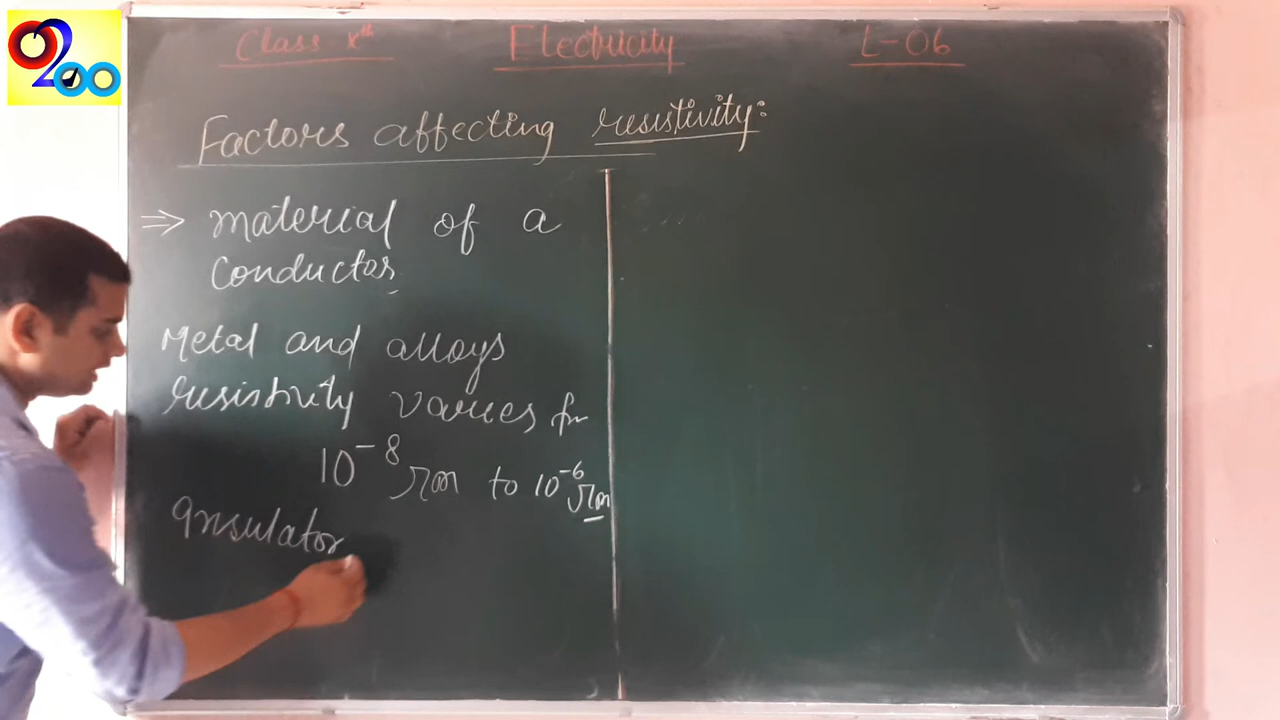 Class Xth Electricity L-06
Factors affecting resistivity:
⇒ material of a
conductor
Metal and alloys
resistivity varies for
10⁻⁸ Ωm to 10⁻⁶ Ωm
Insulator